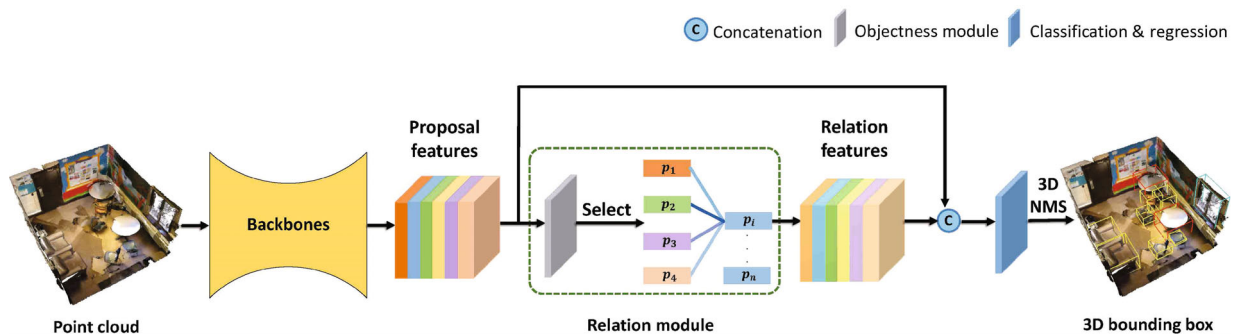 C Concatenation Objectness module Classification & regression
Proposal
features
Relation
features
Backbones
Select
p₁
p₂
p₃
p₄
pᵢ
.
.
.
pₙ
C
3D
NMS
Point cloud
Relation module
3D bounding box